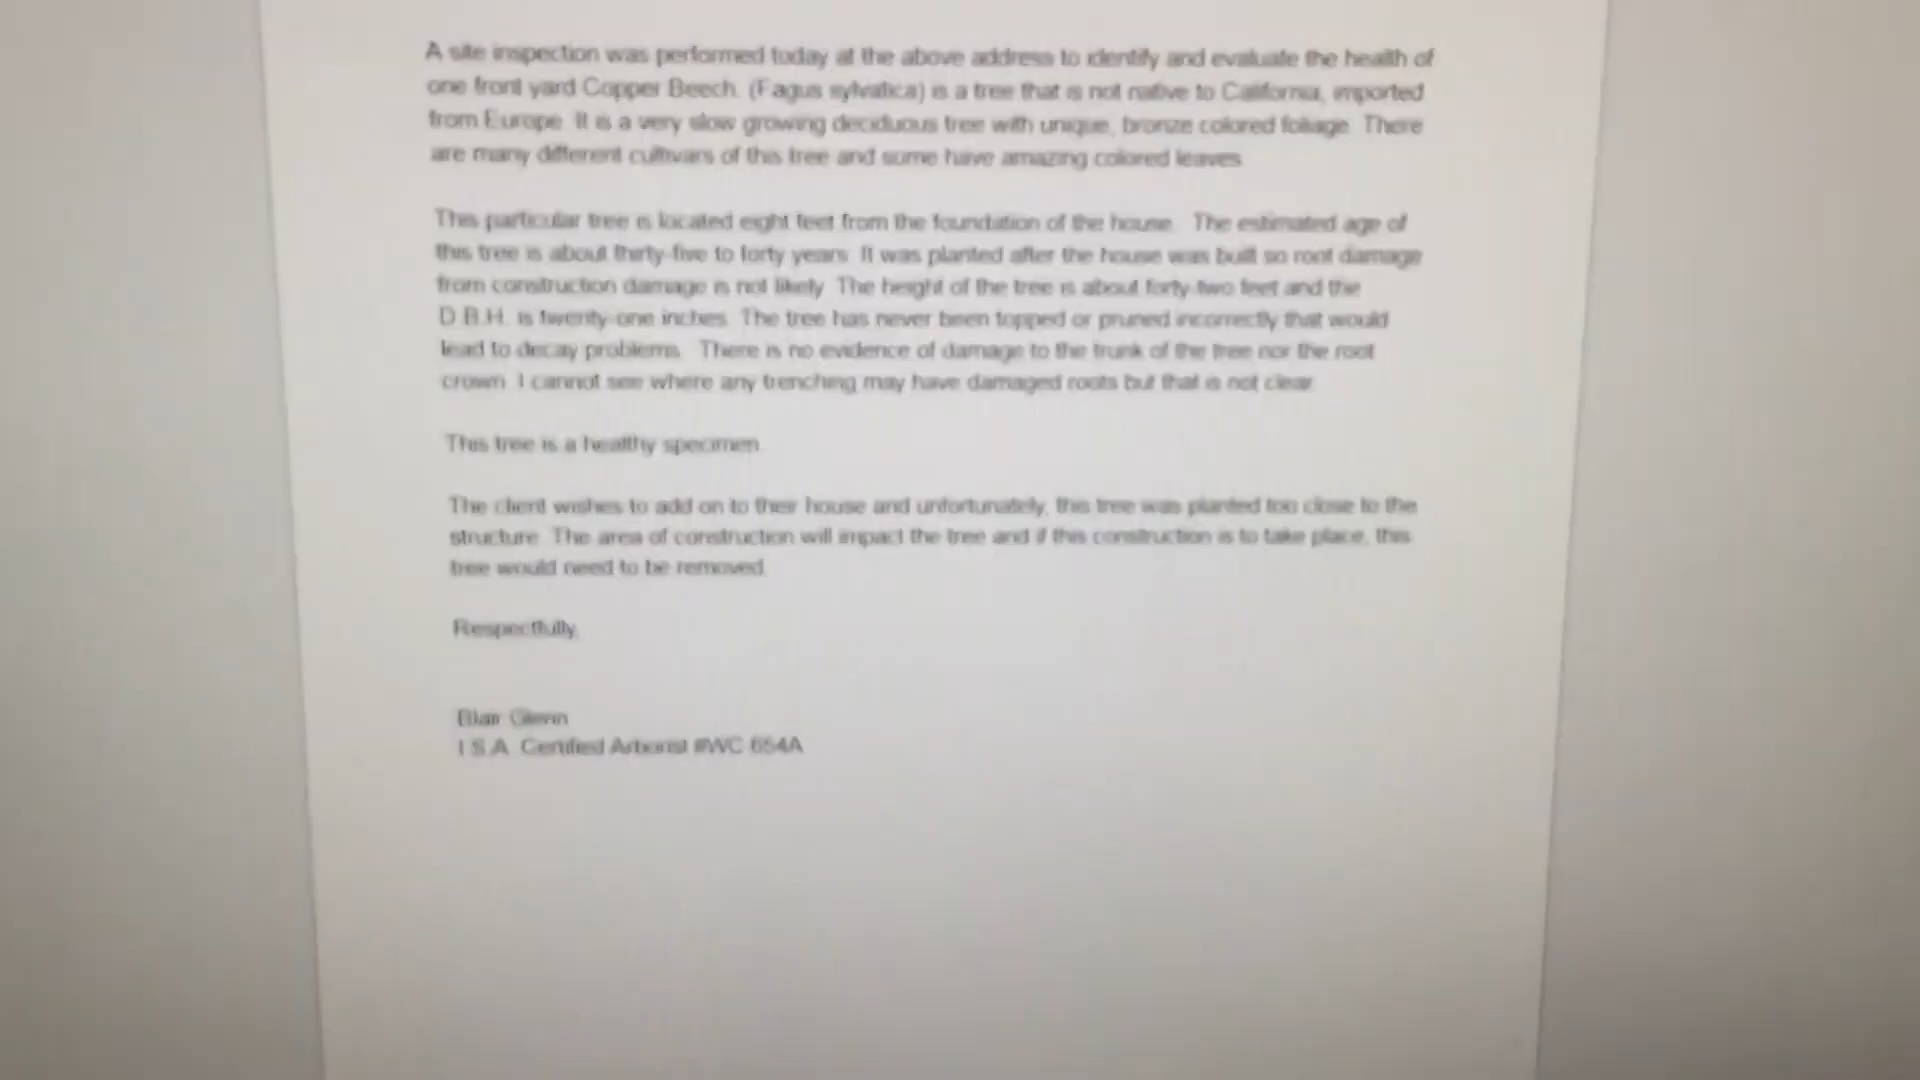 A site inspection was performed today at the above address to identify and evaluate the health of
one front yard Copper Beech. (Fagus sylvatica) is a tree that is not native to California, imported
from Europe. It is a very slow growing deciduous tree with unique, bronze colored foliage. There
are many different cultivars of this tree and some have amazing colored leaves.
This particular tree is located eight feet from the foundation of the house. The estimated age of
this tree is about thirty-five to forty years. It was planted after the house was built so root damage
from construction damage is not likely. The height of the tree is about forty-two feet and the
D.B.H. is twenty-one inches. The tree has never been topped or pruned incorrectly that would
lead to decay problems. There is no evidence of damage to the trunk of the tree nor the root
crown. I cannot see where any trenching may have damaged roots but that is not clear.
This tree is a healthy specimen.
The client wishes to add on to their house and unfortunately, this tree was planted too close to the
structure. The area of construction will impact the tree and if this construction is to take place, this
tree would need to be removed.
Respectfully,
Blair Glenn
I.S.A. Certified Arborist #WC 654A